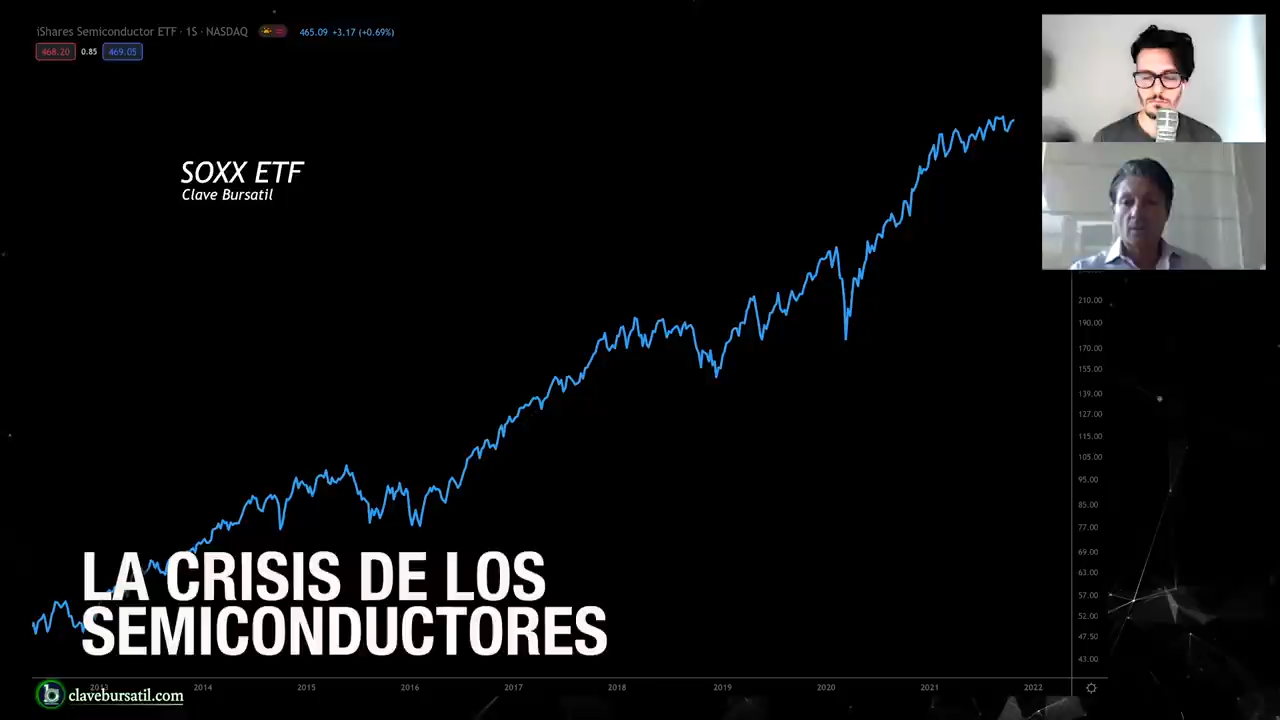 iShares Semiconductor ETF · 1S · NASDAQ
465.09 +3.17 (+0.69%)
468.20 0.85 469.05
SOXX ETF
Clave Bursatil
210.00
190.00
170.00
155.00
139.00
127.00
115.00
105.00
95.00
85.00
77.00
69.00
63.00
57.00
52.00
47.50
43.00
LA CRISIS DE LOS
SEMICONDUCTORES
2013 2014 2015 2016 2017 2018 2019 2020 2021 2022
clavebursatil.com